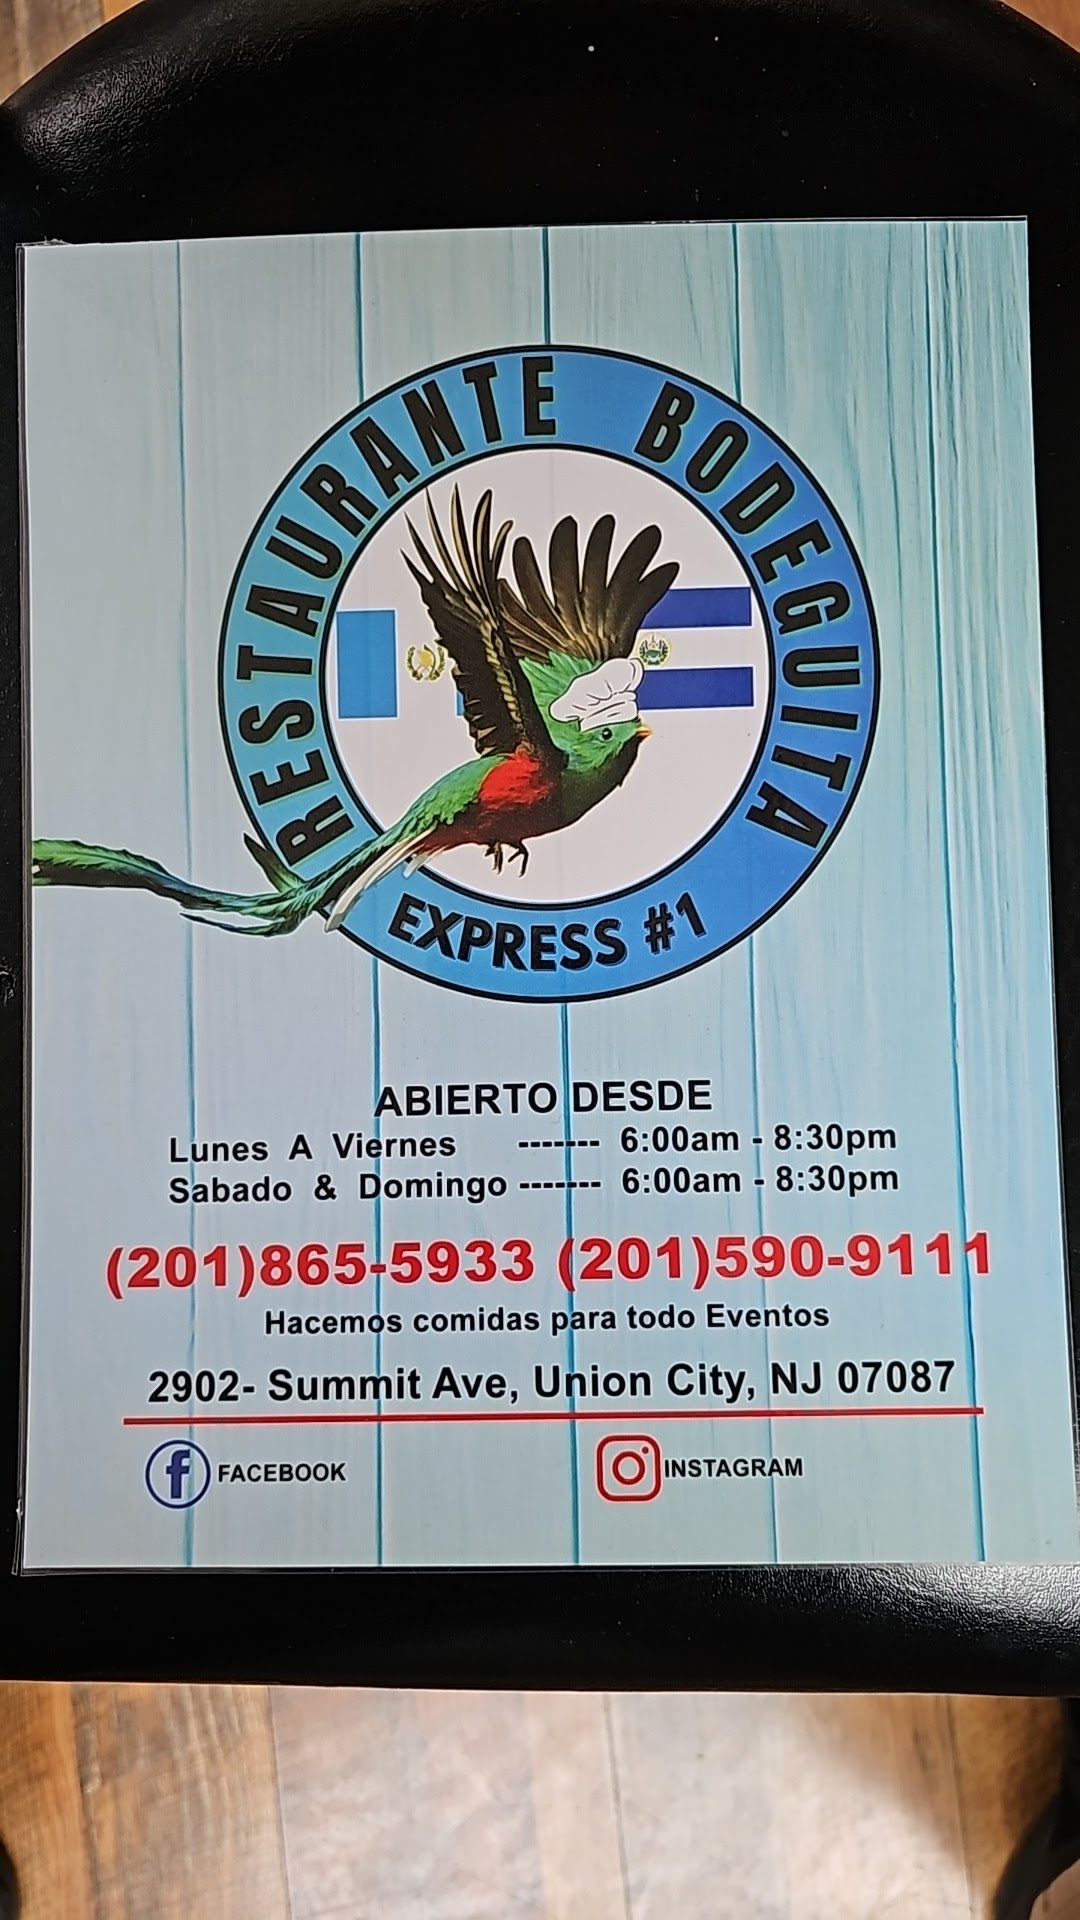 RESTAURANTE BODEGUITA
EXPRESS #1
ABIERTO DESDE
Lunes A Viernes ------- 6:00am - 8:30pm
Sabado & Domingo ------- 6:00am - 8:30pm
(201)865-5933 (201)590-9111
Hacemos comidas para todo Eventos
2902- Summit Ave, Union City, NJ 07087
f FACEBOOK INSTAGRAM